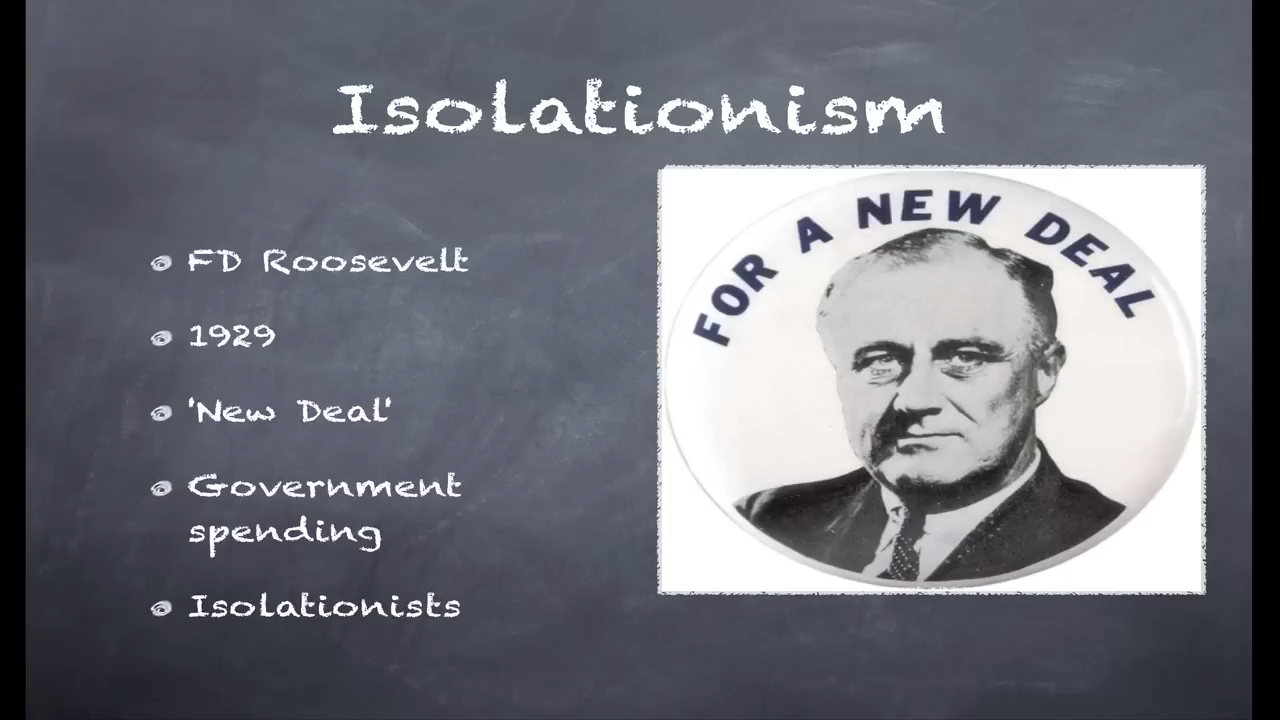 Isolationism
FD Roosevelt
1929
'New Deal'
Government
spending
Isolationists
FOR A NEW DEAL